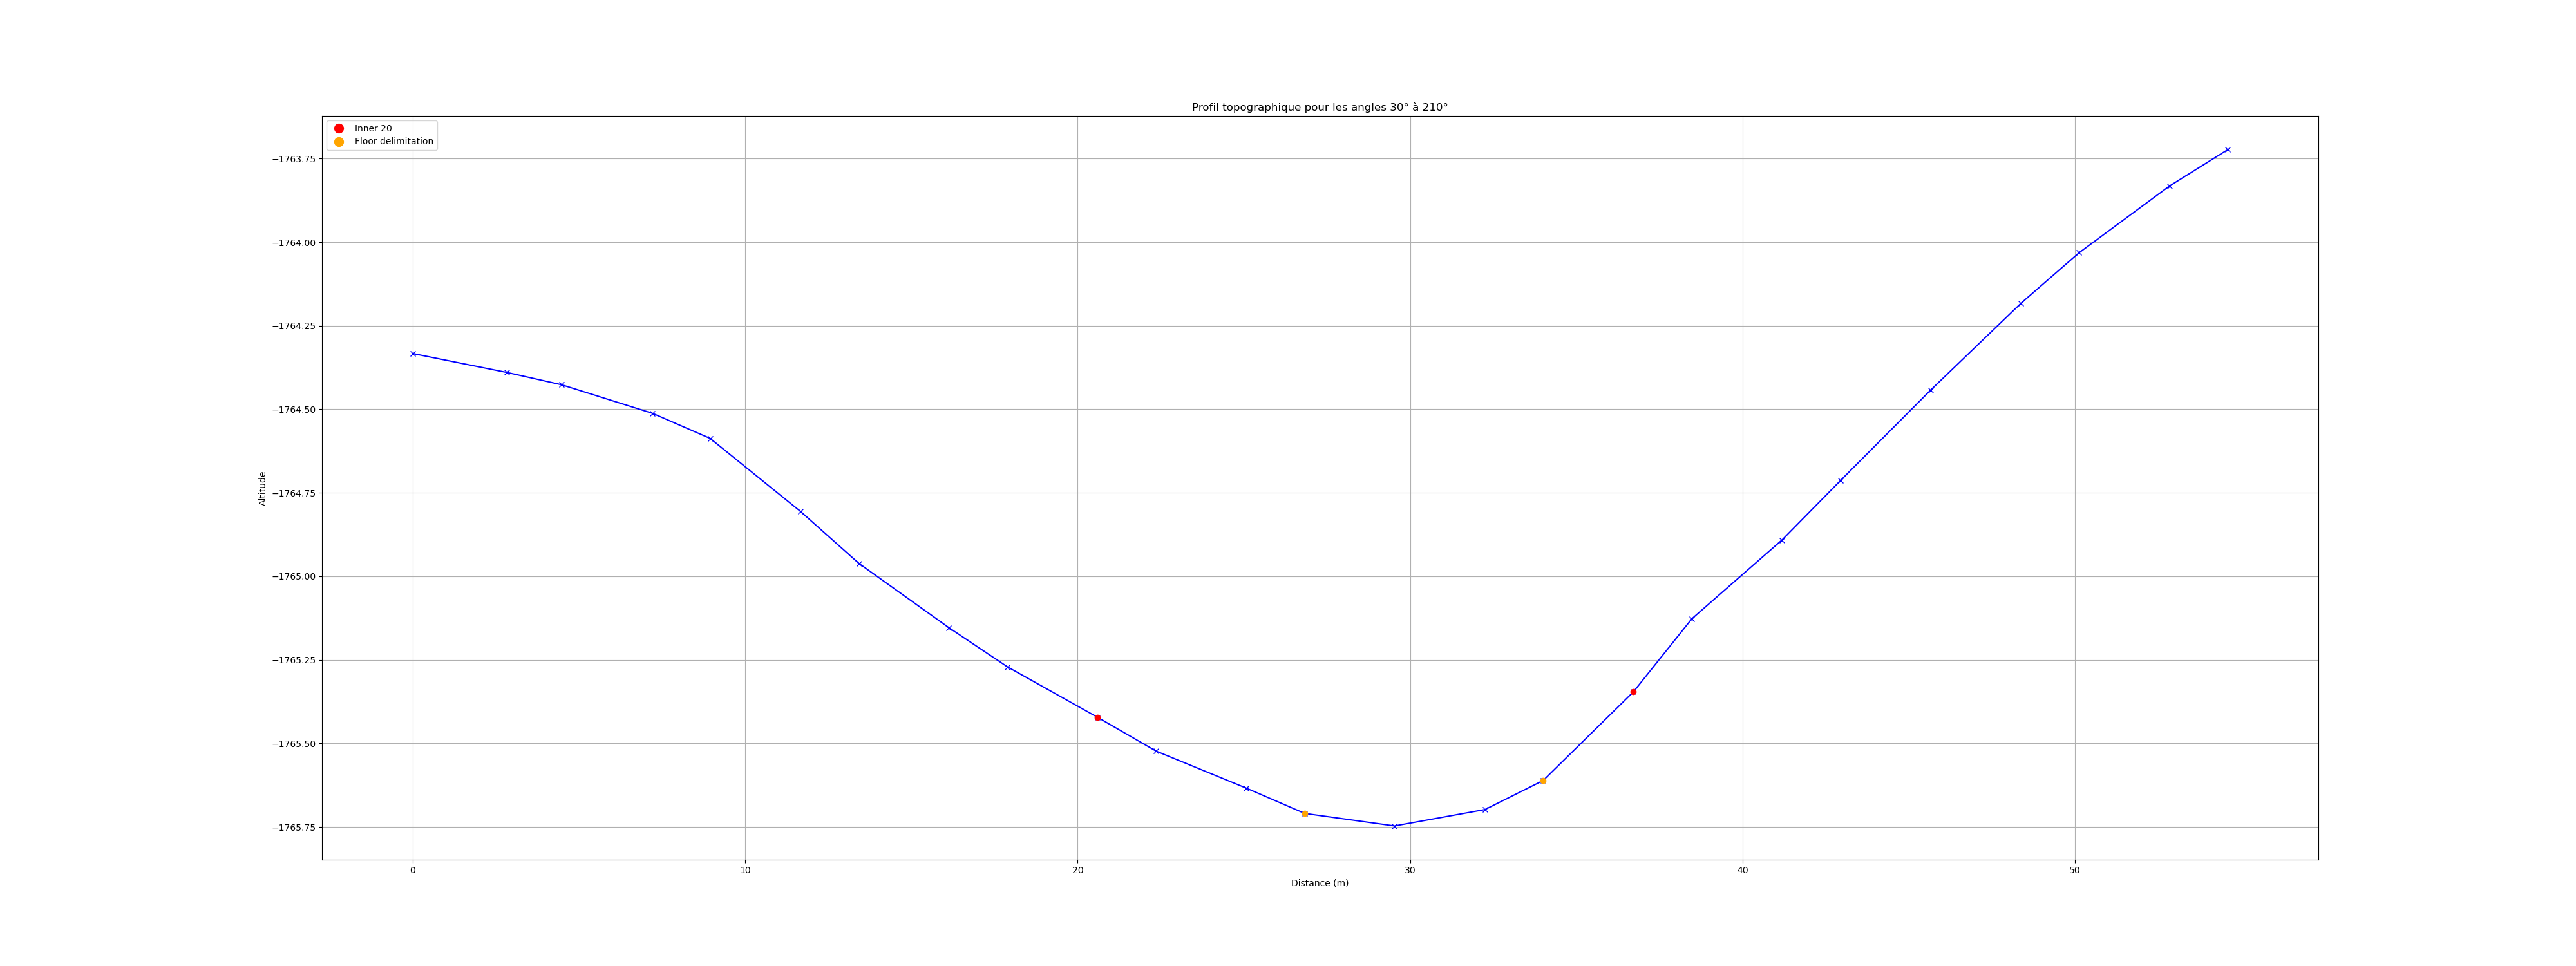 Profil topographique pour les angles 30° à 210°
Inner 20
Floor delimitation
−1763.75
−1764.00
−1764.25
−1764.50
−1764.75
−1765.00
−1765.25
−1765.50
−1765.75
Altitude
0 10 20 30 40 50
Distance (m)